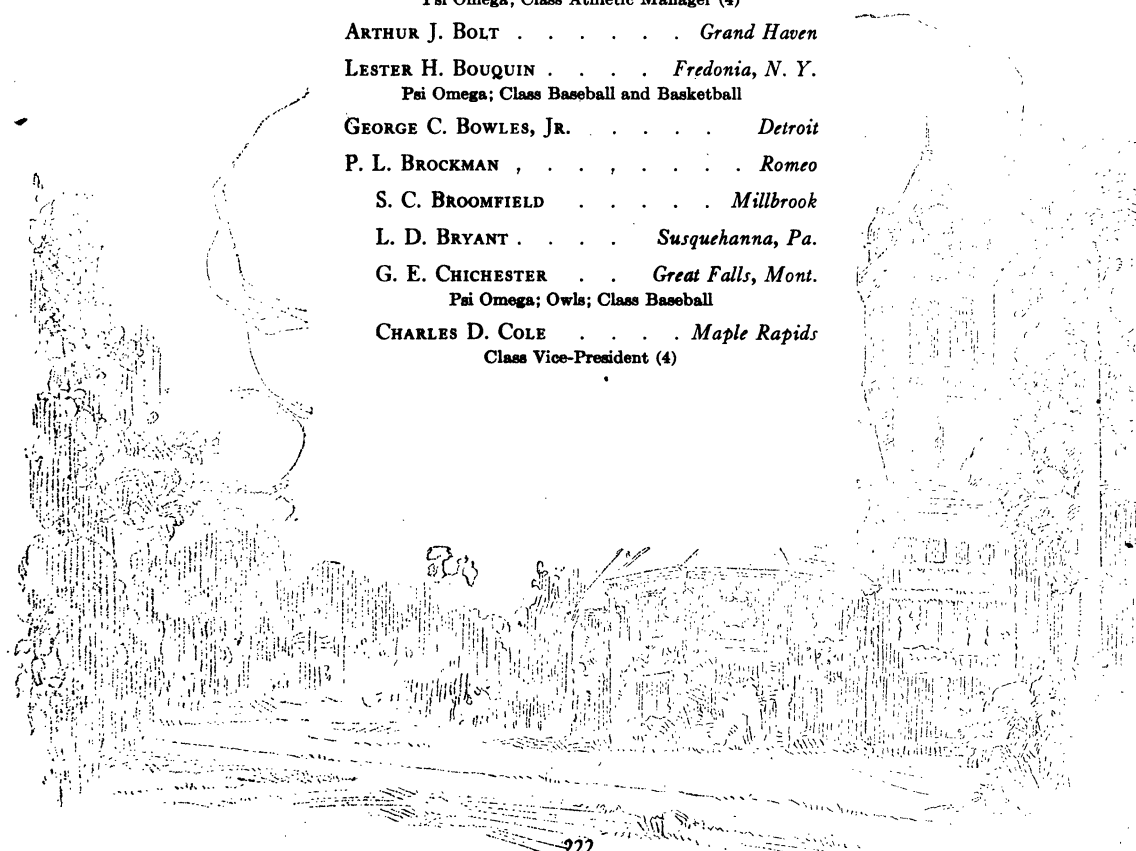 Psi Omega; Class Athletic Manager (4)
ARTHUR J. BOLT . . . . . . Grand Haven
LESTER H. BOUQUIN . . . . Fredonia, N. Y.
Psi Omega; Class Baseball and Basketball
GEORGE C. BOWLES, JR. . . . . . Detroit
P. L. BROCKMAN , . . , . . . . Romeo
S. C. BROOMFIELD . . . . . Millbrook
L. D. BRYANT . . . . Susquehanna, Pa.
G. E. CHICHESTER . . Great Falls, Mont.
Psi Omega; Owls; Class Baseball
CHARLES D. COLE . . . . Maple Rapids
Class Vice-President (4)
222